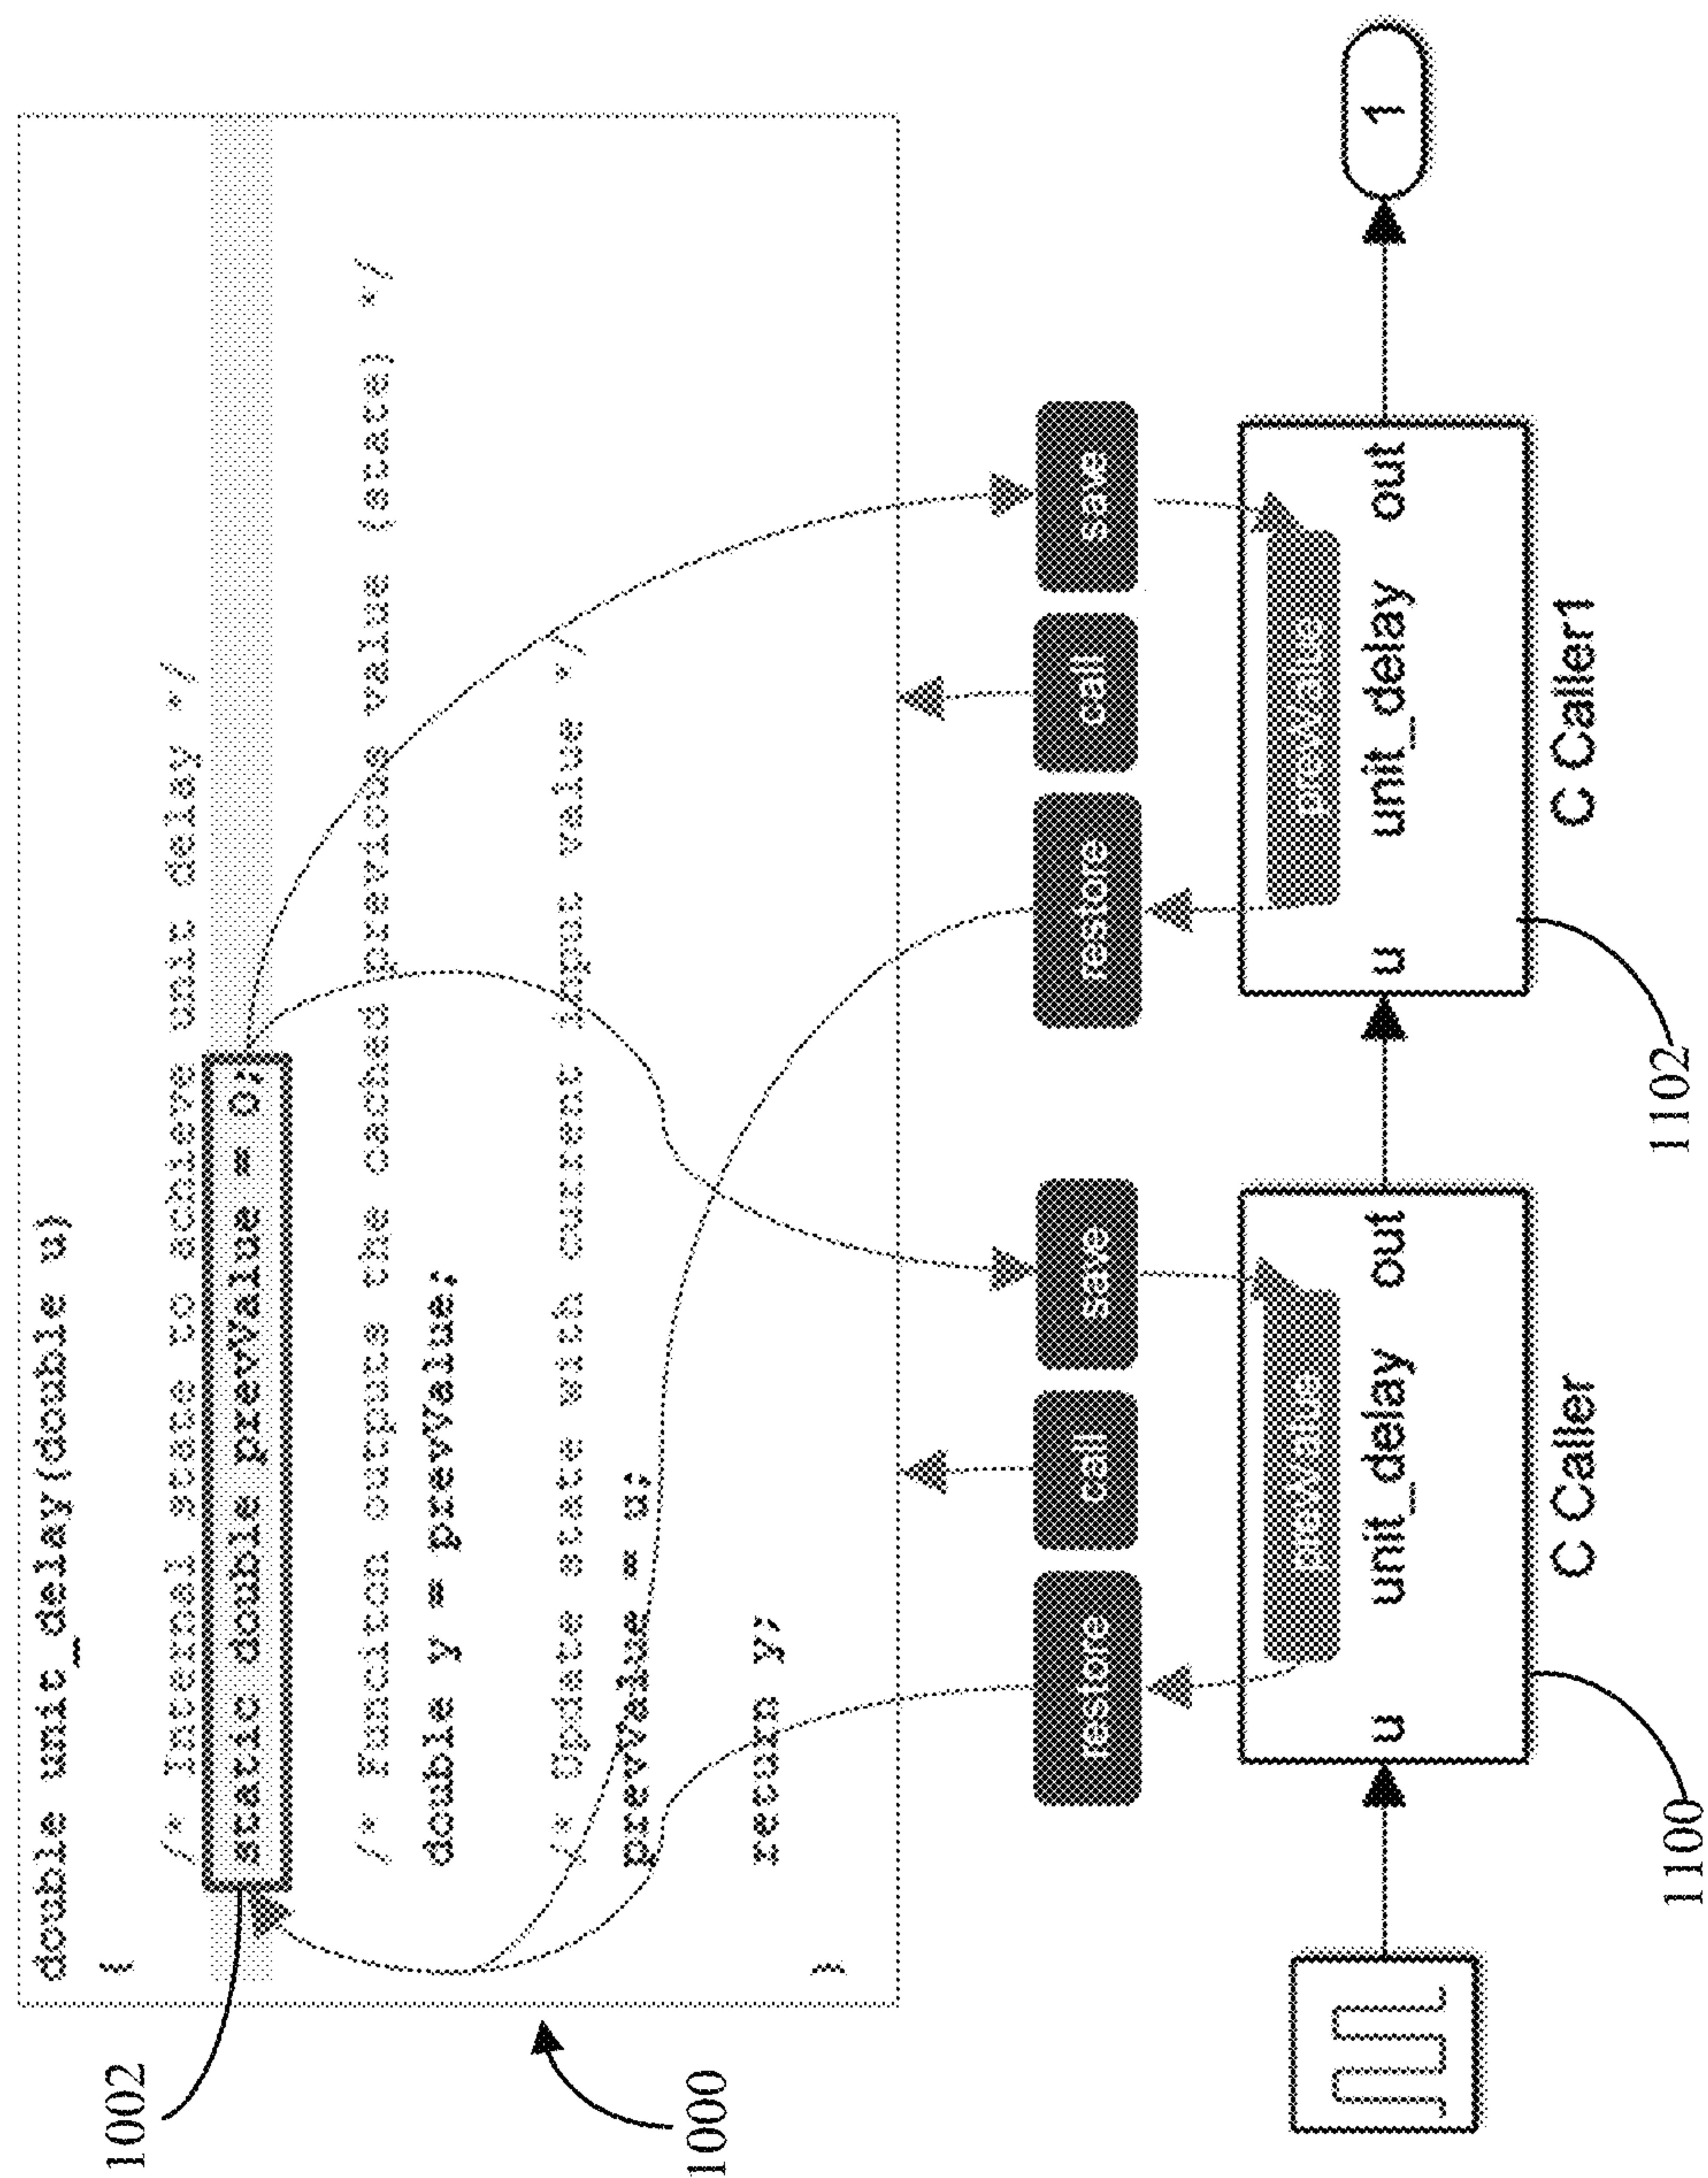 double unit_delay(double u)
{
/* Internal state to achieve unit delay */
static double prevValue = 0;
/* Funciton outputs the cached previous value (state) */
double y = prevValue;
/* Update state with current input value */
prevValue = u;
return y;
}
1002
1000
restore
call
save
restore
call
save
prevValue
prevValue
u unit_delay out
u unit_delay out
1
C Caller
C Caller1
1100
1102